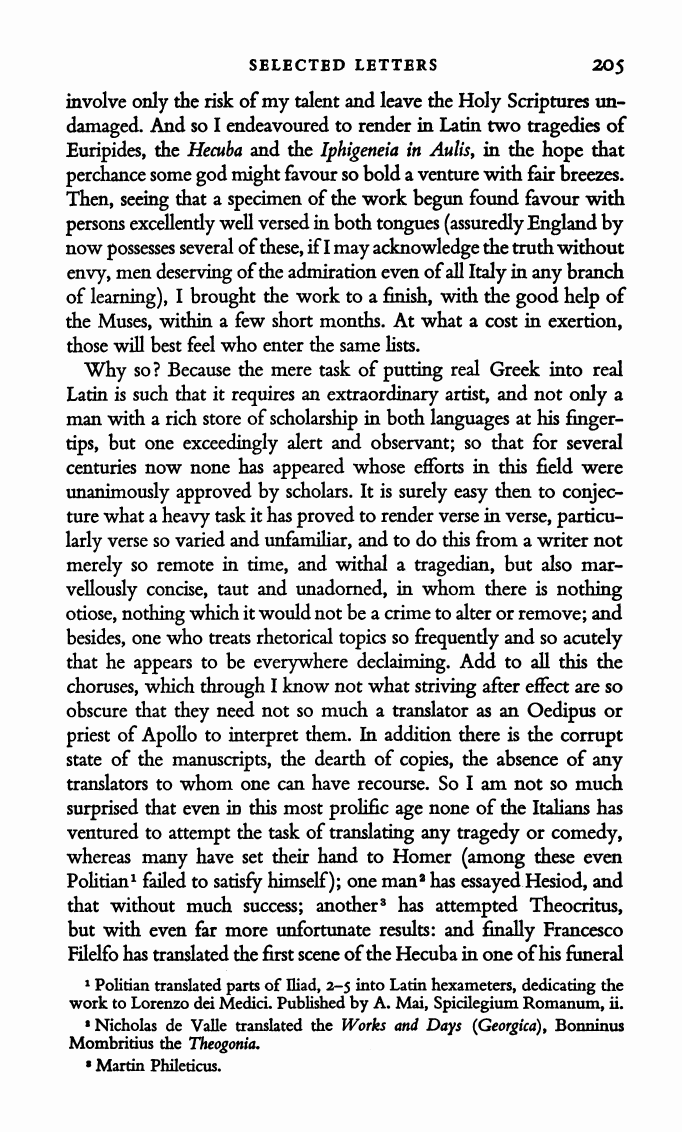 SELECTED LETTERS 205
involve only the risk of my talent and leave the Holy Scriptures un-
damaged. And so I endeavoured to render in Latin two tragedies of
Euripides, the Hecuba and the Iphigeneia in Aulis, in the hope that
perchance some god might favour so bold a venture with fair breezes.
Then, seeing that a specimen of the work begun found favour with
persons excellently well versed in both tongues (assuredly England by
now possesses several of these, if I may acknowledge the truth without
envy, men deserving of the admiration even of all Italy in any branch
of learning), I brought the work to a finish, with the good help of
the Muses, within a few short months. At what a cost in exertion,
those will best feel who enter the same lists.
Why so? Because the mere task of putting real Greek into real
Latin is such that it requires an extraordinary artist, and not only a
man with a rich store of scholarship in both languages at his finger-
tips, but one exceedingly alert and observant; so that for several
centuries now none has appeared whose efforts in this field were
unanimously approved by scholars. It is surely easy then to conjec-
ture what a heavy task it has proved to render verse in verse, particu-
larly verse so varied and unfamiliar, and to do this from a writer not
merely so remote in time, and withal a tragedian, but also mar-
vellously concise, taut and unadorned, in whom there is nothing
otiose, nothing which it would not be a crime to alter or remove; and
besides, one who treats rhetorical topics so frequently and so acutely
that he appears to be everywhere declaiming. Add to all this the
choruses, which through I know not what striving after effect are so
obscure that they need not so much a translator as an Oedipus or
priest of Apollo to interpret them. In addition there is the corrupt
state of the manuscripts, the dearth of copies, the absence of any
translators to whom one can have recourse. So I am not so much
surprised that even in this most prolific age none of the Italians has
ventured to attempt the task of translating any tragedy or comedy,
whereas many have set their hand to Homer (among these even
Politian¹ failed to satisfy himself); one man² has essayed Hesiod, and
that without much success; another³ has attempted Theocritus,
but with even far more unfortunate results: and finally Francesco
Filelfo has translated the first scene of the Hecuba in one of his funeral
¹ Politian translated parts of Iliad, 2–5 into Latin hexameters, dedicating the
work to Lorenzo dei Medici. Published by A. Mai, Spicilegium Romanum, ii.
² Nicholas de Valle translated the Works and Days (Georgica), Bonninus
Mombritius the Theogonia.
³ Martin Phileticus.